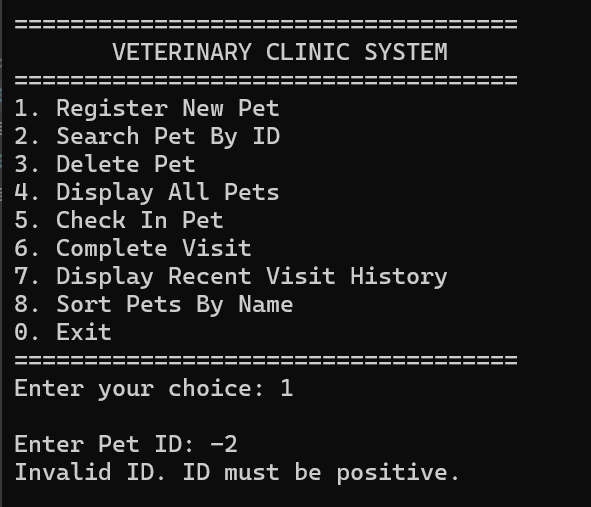 ====================================
VETERINARY CLINIC SYSTEM
====================================
1. Register New Pet
2. Search Pet By ID
3. Delete Pet
4. Display All Pets
5. Check In Pet
6. Complete Visit
7. Display Recent Visit History
8. Sort Pets By Name
0. Exit
====================================
Enter your choice: 1
Enter Pet ID: -2
Invalid ID. ID must be positive.